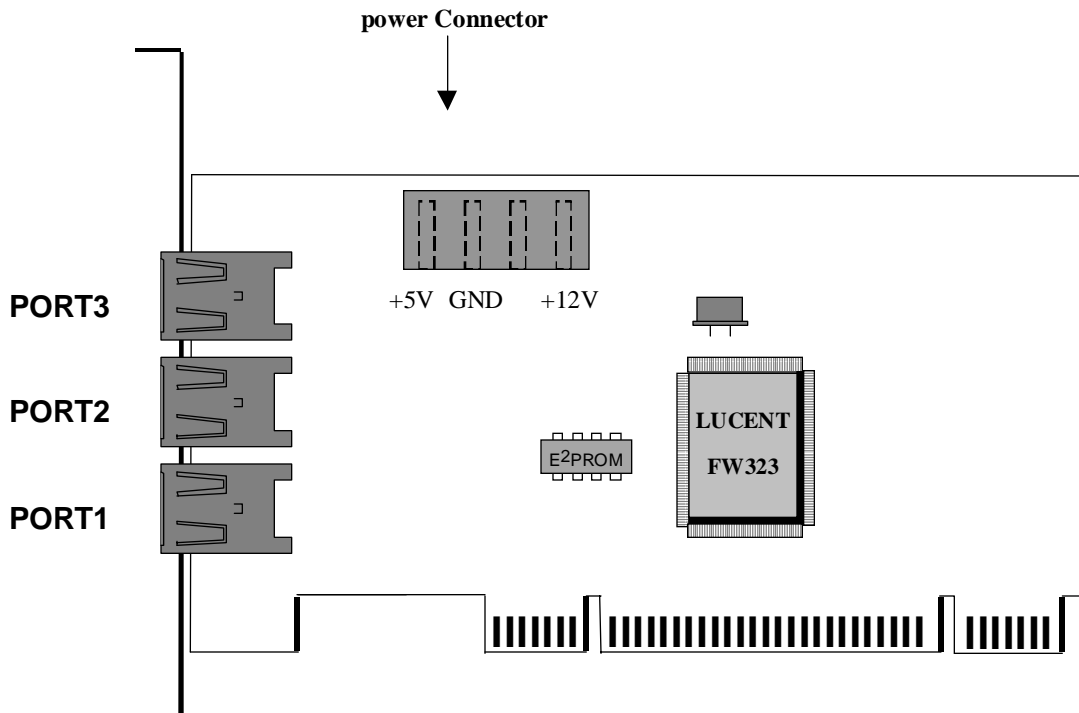 power Connector
+5V GND +12V
PORT3
PORT2
LUCENT
FW323
E²PROM
PORT1